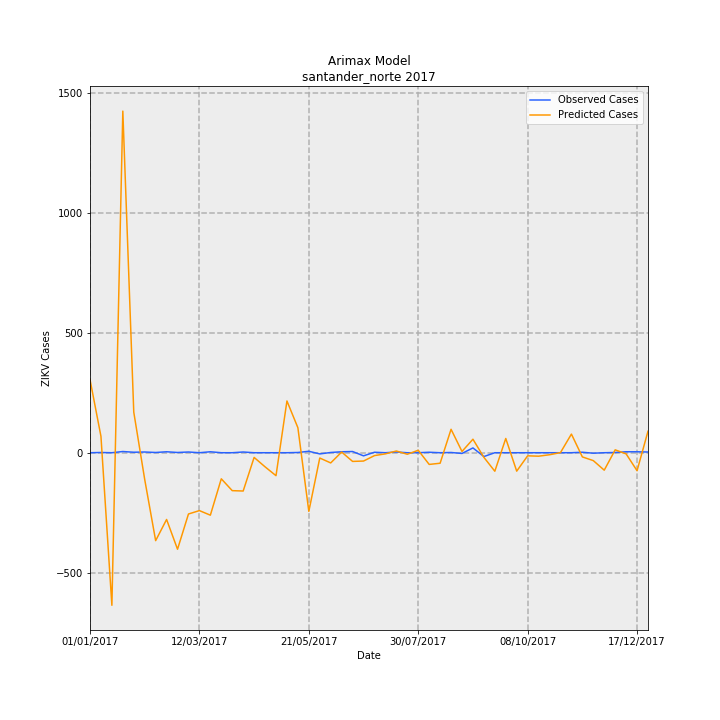 Arimax Model
santander_norte 2017
Observed Cases
Predicted Cases
1500
1000
500
0
−500
ZIKV Cases
01/01/2017
12/03/2017
21/05/2017
30/07/2017
08/10/2017
17/12/2017
Date